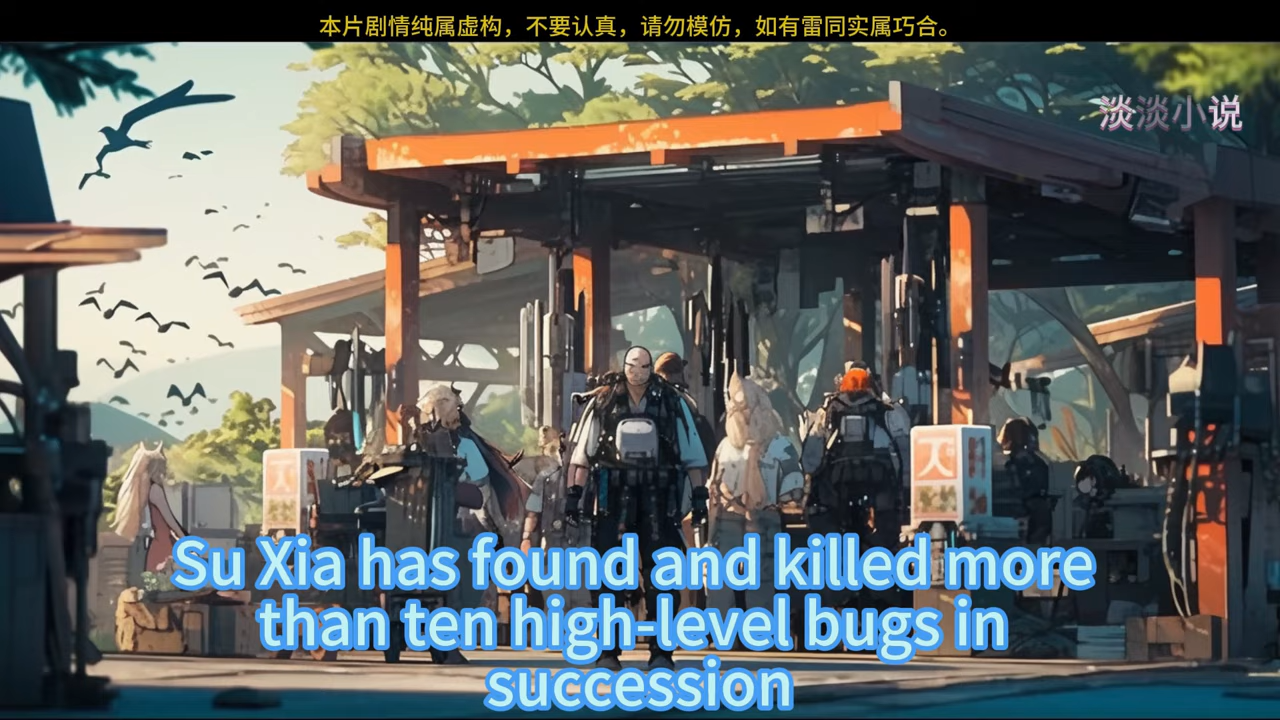 本片剧情纯属虚构，不要认真，请勿模仿，如有雷同实属巧合。
淡淡小说
Su Xia has found and killed more
than ten high-level bugs in
succession